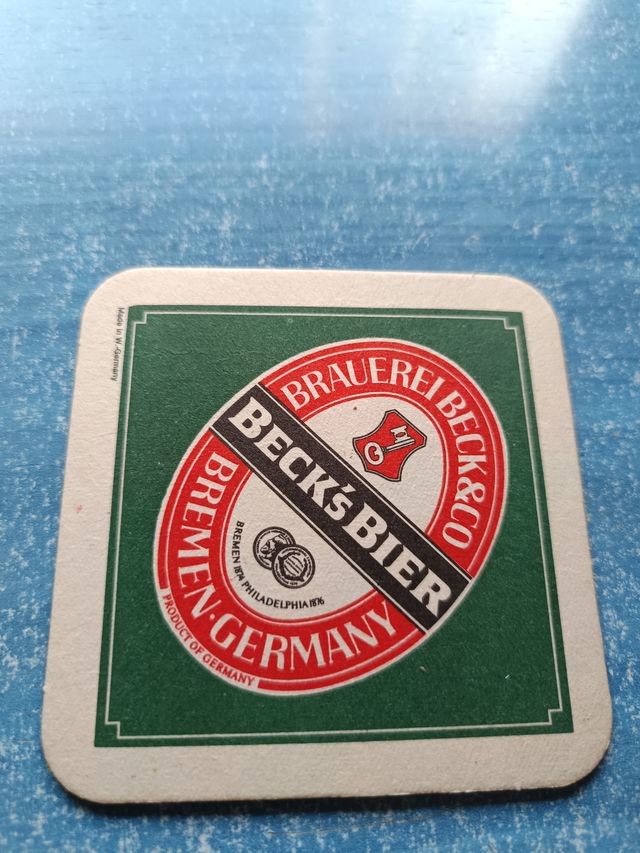 Made in W.-Germany
BRAUEREI BECK&CO
BECK'S BIER
BREMEN 1874 PHILADELPHIA 1876
BREMEN·GERMANY
PRODUCT OF GERMANY